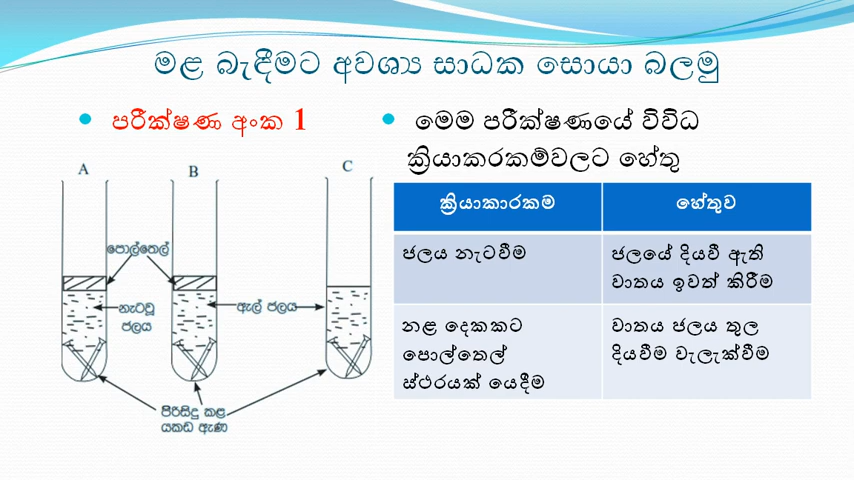 මළ බැඳීමට අවශ්‍ය සාධක සොයා බලමු
පරීක්ෂණ අංක 1
A
B
C
පොල්තෙල්
නැටවූ
ජලය
ඇල් ජලය
පිරිසිදු කළ
යකඩ ඇණ
මෙම පරීක්ෂණයේ විවිධ
ක්‍රියාකරකම්වලට හේතු
ක්‍රියාකාරකම
හේතුව
ජලය නැටවීම
ජලයේ දියවී ඇති
වාතය ඉවත් කිරීම
නළ දෙකකට
පොල්තෙල්
ස්ථරයක් යෙදීම
වාතය ජලය තුල
දියවීම වැලැක්වීම